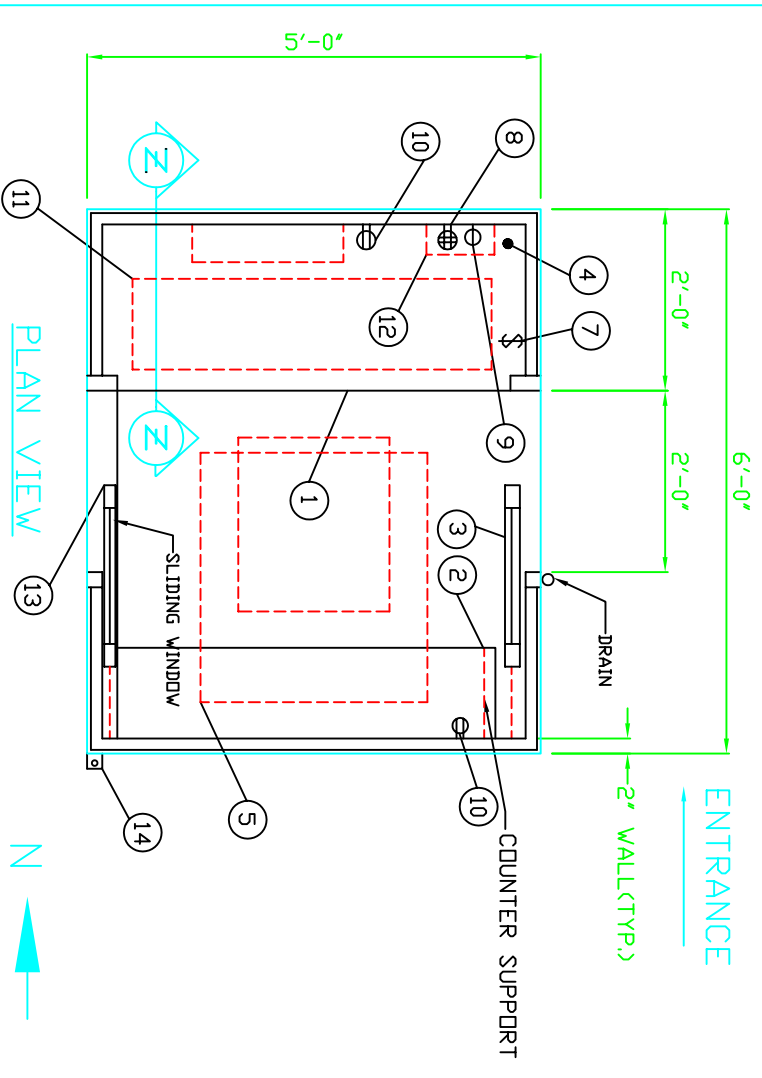 6'-0"
ENTRANCE
2'-0"
2'-0"
2" WALL(TYP.)
DRAIN
7
4
8
9
COUNTER SUPPORT
10
3
2
10
12
5'-0"
1
5
SLIDING WINDOW
Z
Z
14
13
11
PLAN VIEW
N